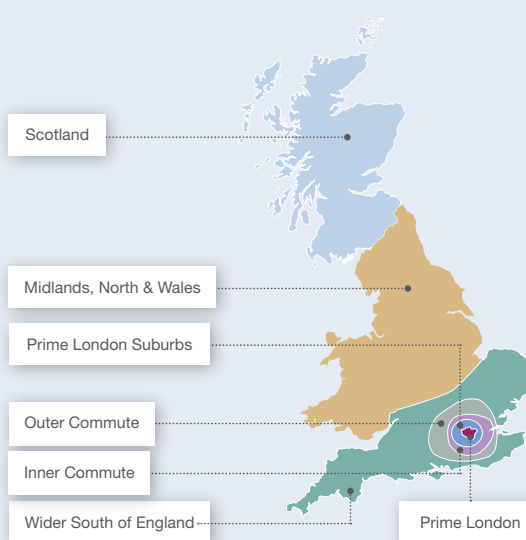 Scotland
Midlands, North & Wales
Prime London Suburbs
Outer Commute
Inner Commute
Wider South of England
Prime London